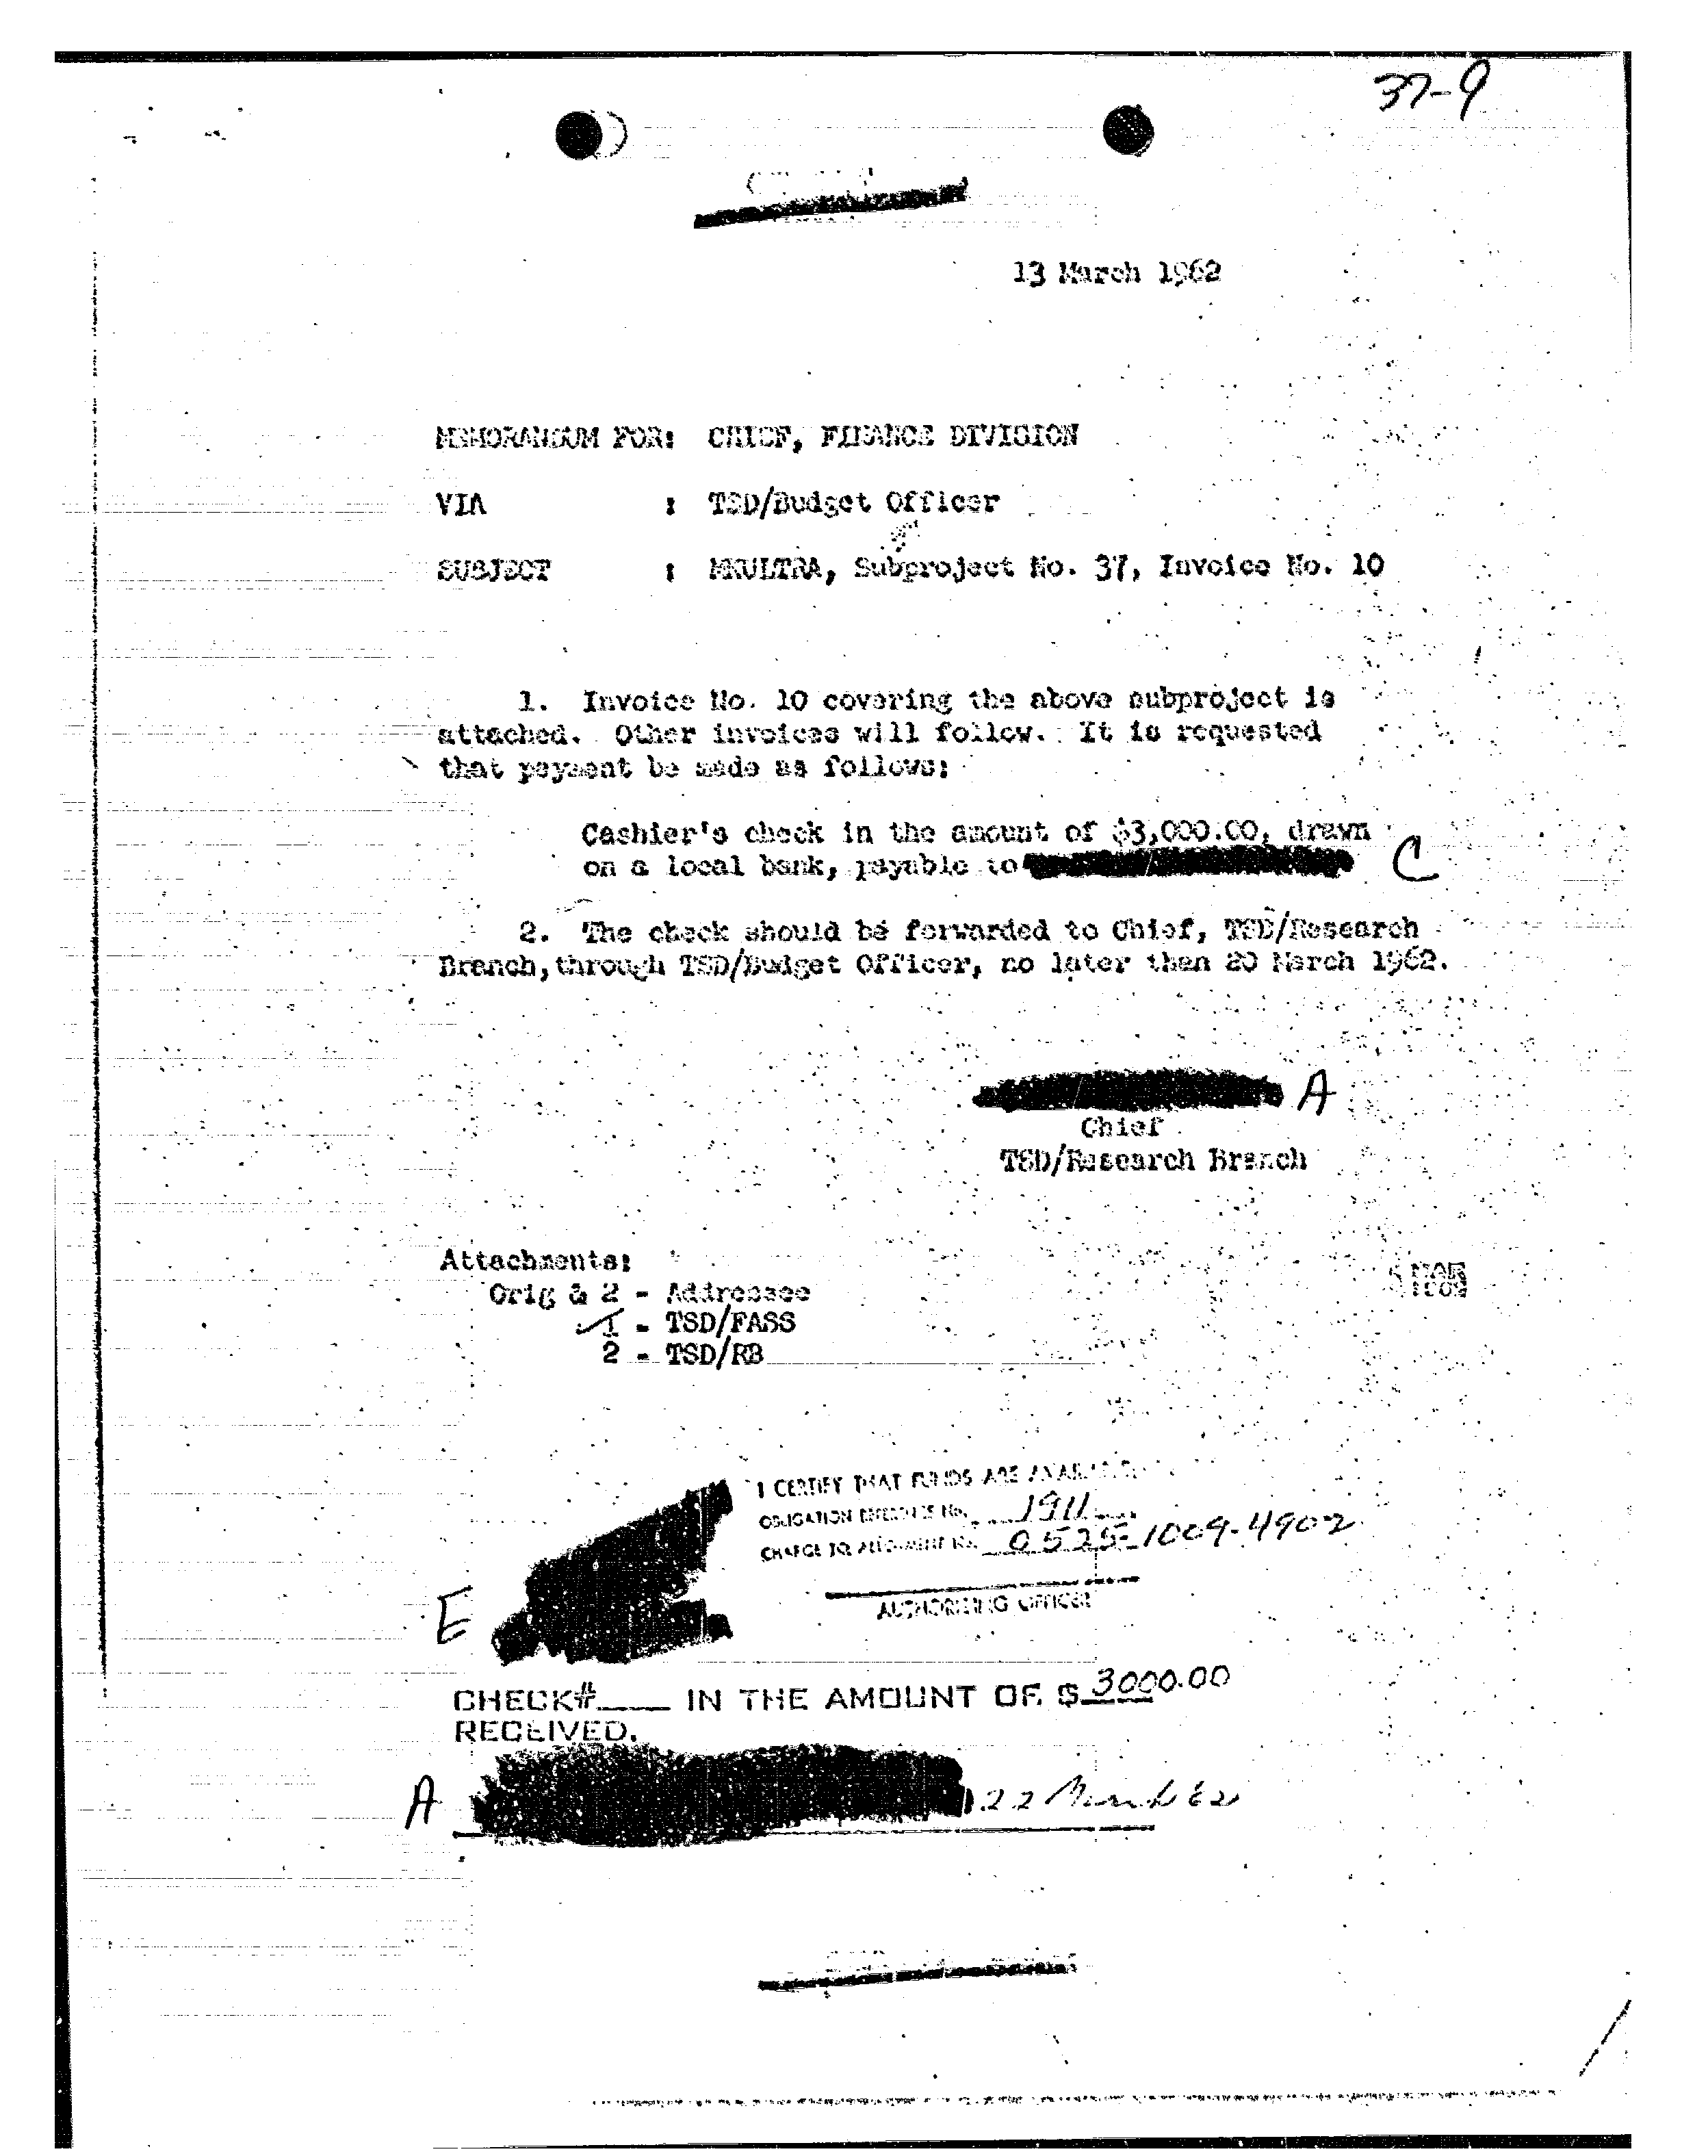 37-9
13 March 1962
MEMORANDUM FOR: CHIEF, FINANCE DIVISION
VIA : TSD/Budget Officer
SUBJECT : MKULTRA, Subproject No. 37, Invoice No. 10
1. Invoice No. 10 covering the above subproject is
attached. Other invoices will follow. It is requested
that payment be made as follows:
Cashier's check in the amount of $3,000.00, drawn
on a local bank, payable to
C
2. The check should be forwarded to Chief, TSD/Research
Branch, through TSD/Budget Officer, no later than 20 March 1962.
A
Chief
TSD/Research Branch
Attachments:
Orig & 2 - Addressee
1 - TSD/FASS
2 - TSD/RB
I CERTIFY THAT FUNDS ARE AVAILABLE
OBLIGATION REFERENCE NO. 1911
CHARGE TO ALLOTMENT NO. 0525-1009-4902
AUTHORIZING OFFICER
E
CHECK# IN THE AMOUNT OF $ 3000.00
RECEIVED.
A 22 March 62